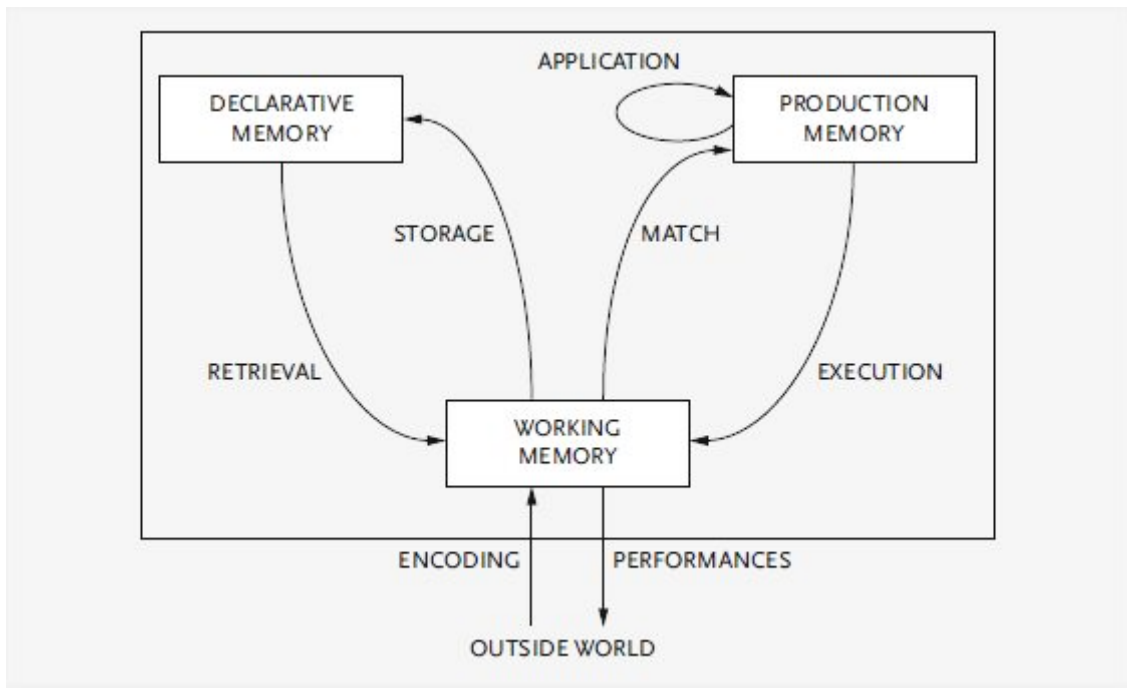 APPLICATION
DECLARATIVE
MEMORY
PRODUCTION
MEMORY
STORAGE
MATCH
RETRIEVAL
EXECUTION
WORKING
MEMORY
ENCODING
PERFORMANCES
OUTSIDE WORLD